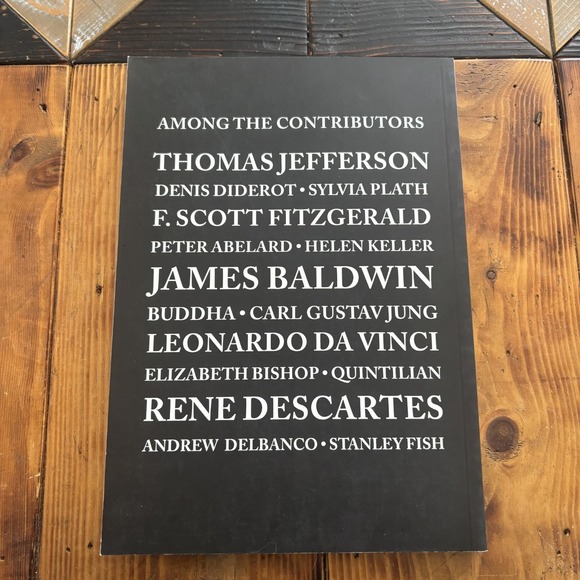 AMONG THE CONTRIBUTORS
THOMAS JEFFERSON
DENIS DIDEROT • SYLVIA PLATH
F. SCOTT FITZGERALD
PETER ABELARD • HELEN KELLER
JAMES BALDWIN
BUDDHA • CARL GUSTAV JUNG
LEONARDO DA VINCI
ELIZABETH BISHOP • QUINTILIAN
RENE DESCARTES
ANDREW DELBANCO • STANLEY FISH